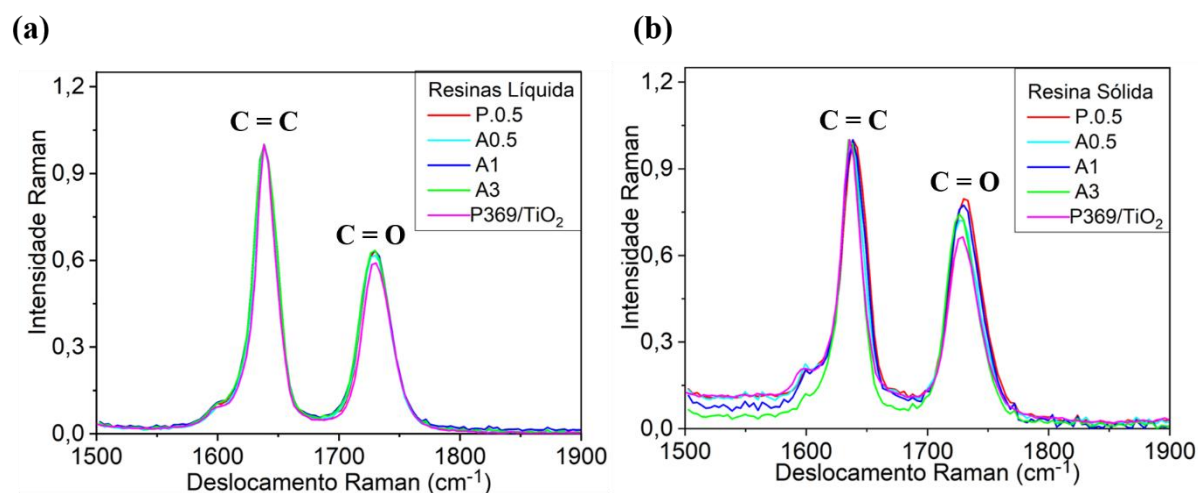 (a)
1,2
0,9
0,6
0,3
0,0
Intensidade Raman
C = C
C = O
Resinas Líquida
P.0.5
A0.5
A1
A3
P369/TiO₂
1500
1600
1700
1800
1900
Deslocamento Raman (cm⁻¹)
(b)
1,2
0,9
0,6
0,3
0,0
Intensidade Raman
C = C
C = O
Resina Sólida
P.0.5
A0.5
A1
A3
P369/TiO₂
1500
1600
1700
1800
1900
Deslocamento Raman (cm⁻¹)